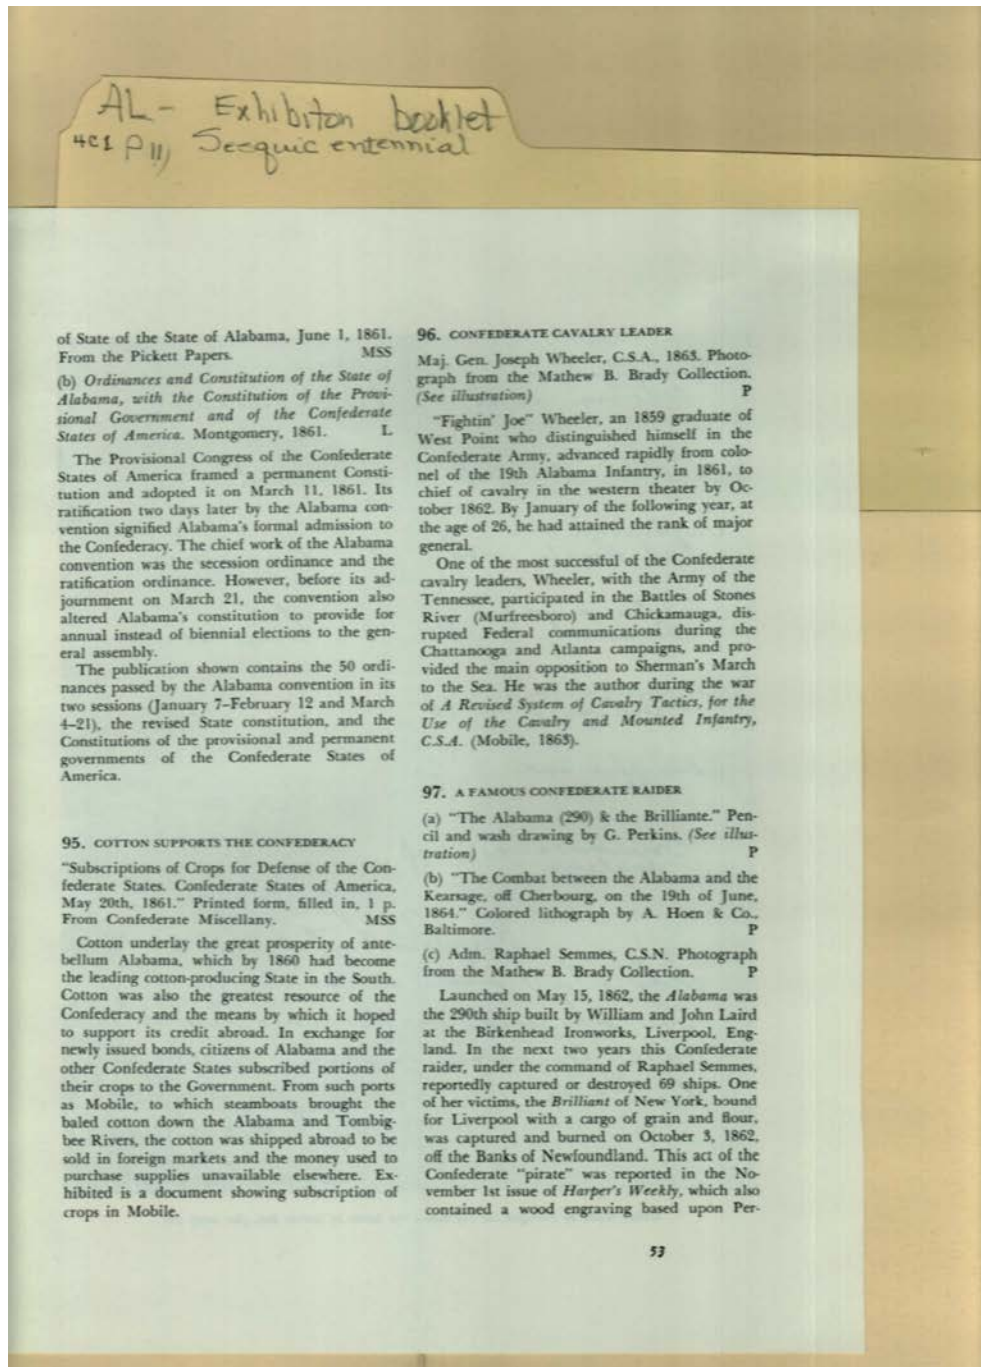 AL - Exhibiton booklet
4C1 P 11, Seequicentennial
of State of the State of Alabama, June 1, 1861.
From the Pickett Papers. MSS
(b) Ordinances and Constitution of the State of
Alabama, with the Constitution of the Provi-
sional Government and of the Confederate
States of America. Montgomery, 1861. L
The Provisional Congress of the Confederate
States of America framed a permanent Consti-
tution and adopted it on March 11, 1861. Its
ratification two days later by the Alabama con-
vention signified Alabama's formal admission to
the Confederacy. The chief work of the Alabama
convention was the secession ordinance and the
ratification ordinance. However, before its ad-
journment on March 21, the convention also
altered Alabama's constitution to provide for
annual instead of biennial elections to the gen-
eral assembly.
The publication shown contains the 50 ordi-
nances passed by the Alabama convention in its
two sessions (January 7–February 12 and March
4–21), the revised State constitution, and the
Constitutions of the provisional and permanent
governments of the Confederate States of
America.
95. COTTON SUPPORTS THE CONFEDERACY
"Subscriptions of Crops for Defense of the Con-
federate States. Confederate States of America,
May 20th, 1861." Printed form, filled in, 1 p.
From Confederate Miscellany. MSS
Cotton underlay the great prosperity of ante-
bellum Alabama, which by 1860 had become
the leading cotton-producing State in the South.
Cotton was also the greatest resource of the
Confederacy and the means by which it hoped
to support its credit abroad. In exchange for
newly issued bonds, citizens of Alabama and the
other Confederate States subscribed portions of
their crops to the Government. From such ports
as Mobile, to which steamboats brought the
baled cotton down the Alabama and Tombig-
bee Rivers, the cotton was shipped abroad to be
sold in foreign markets and the money used to
purchase supplies unavailable elsewhere. Ex-
hibited is a document showing subscription of
crops in Mobile.
96. CONFEDERATE CAVALRY LEADER
Maj. Gen. Joseph Wheeler, C.S.A., 1863. Photo-
graph from the Mathew B. Brady Collection.
(See illustration) P
"Fightin' Joe" Wheeler, an 1859 graduate of
West Point who distinguished himself in the
Confederate Army, advanced rapidly from colo-
nel of the 19th Alabama Infantry, in 1861, to
chief of cavalry in the western theater by Oc-
tober 1862. By January of the following year, at
the age of 26, he had attained the rank of major
general.
One of the most successful of the Confederate
cavalry leaders, Wheeler, with the Army of the
Tennessee, participated in the Battles of Stones
River (Murfreesboro) and Chickamauga, dis-
rupted Federal communications during the
Chattanooga and Atlanta campaigns, and pro-
vided the main opposition to Sherman's March
to the Sea. He was the author during the war
of A Revised System of Cavalry Tactics, for the
Use of the Cavalry and Mounted Infantry,
C.S.A. (Mobile, 1863).
97. A FAMOUS CONFEDERATE RAIDER
(a) "The Alabama (290) & the Brilliante." Pen-
cil and wash drawing by G. Perkins. (See illus-
tration) P
(b) "The Combat between the Alabama and the
Kearsage, off Cherbourg, on the 19th of June,
1864." Colored lithograph by A. Hoen & Co.,
Baltimore. P
(c) Adm. Raphael Semmes, C.S.N. Photograph
from the Mathew B. Brady Collection. P
Launched on May 15, 1862, the Alabama was
the 290th ship built by William and John Laird
at the Birkenhead Ironworks, Liverpool, Eng-
land. In the next two years this Confederate
raider, under the command of Raphael Semmes,
reportedly captured or destroyed 69 ships. One
of her victims, the Brilliant of New York, bound
for Liverpool with a cargo of grain and flour,
was captured and burned on October 3, 1862,
off the Banks of Newfoundland. This act of the
Confederate "pirate" was reported in the No-
vember 1st issue of Harper's Weekly, which also
contained a wood engraving based upon Per-
53